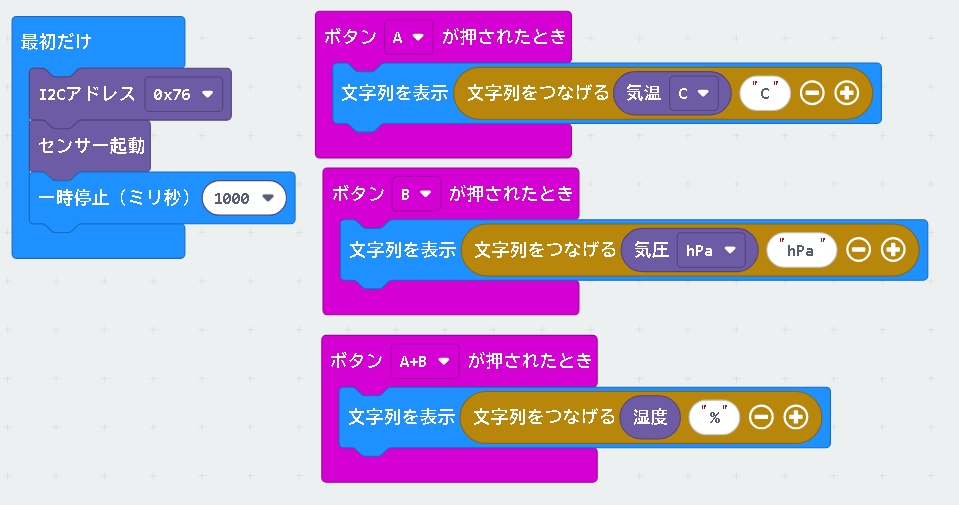 最初だけ
I2Cアドレス 0x76
センサー起動
一時停止（ミリ秒） 1000
ボタン A が押されたとき
文字列を表示 文字列をつなげる 気温 C "C"
ボタン B が押されたとき
文字列を表示 文字列をつなげる 気圧 hPa "hPa"
ボタン A+B が押されたとき
文字列を表示 文字列をつなげる 湿度 "%"